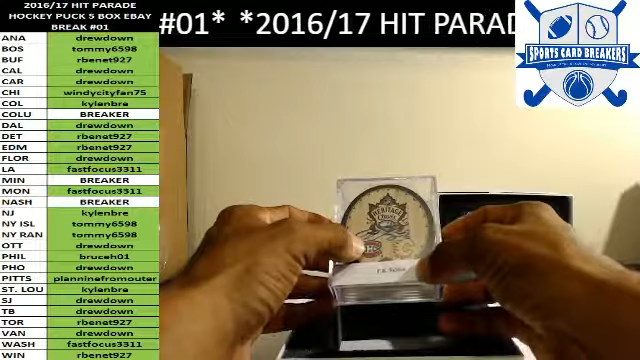 2016/17 HIT PARADE
HOCKEY PUCK 5 BOX EBAY
BREAK #01
#01* *2016/17 HIT PARAD
ANA drewdown
BOS tommy6598
BUF rbenet927
CAL drewdown
CAR drewdown
CHI windycityfan75
COL kylenbre
COLU BREAKER
DAL drewdown
DET rbenet927
EDM rbenet927
FLOR drewdown
LA fastfocus3311
MIN BREAKER
MON fastfocus3311
NASH BREAKER
NJ kylenbre
NY ISL tommy6598
NY RAN tommy6598
OTT drewdown
PHIL bruceh01
PHO drewdown
PITTS planninefromouter
ST. LOU kylenbre
SJ drewdown
TB drewdown
TOR rbenet927
VAN drewdown
WASH fastfocus3311
WIN rbenet927
SPORTS CARD BREAKERS
HERITAGE
CLASSIC